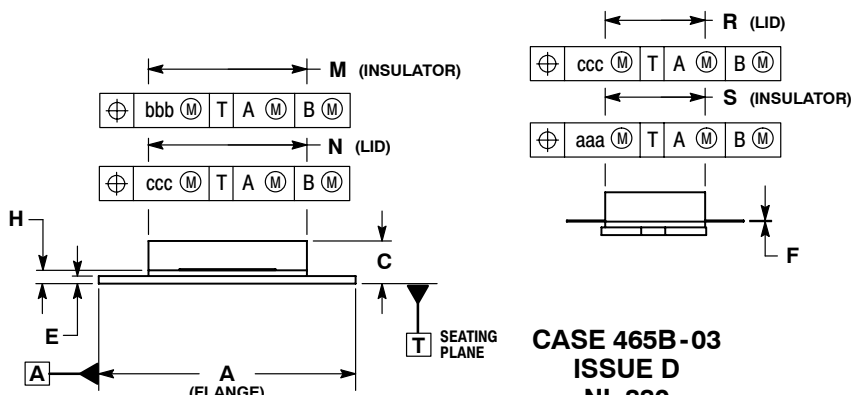 M (INSULATOR)
⌖ bbb Ⓜ T A Ⓜ B Ⓜ
N (LID)
⌖ ccc Ⓜ T A Ⓜ B Ⓜ
R (LID)
⌖ ccc Ⓜ T A Ⓜ B Ⓜ
S (INSULATOR)
⌖ aaa Ⓜ T A Ⓜ B Ⓜ
H
C
E
F
T SEATING
PLANE
A
A
(FLANGE)
CASE 465B-03
ISSUE D